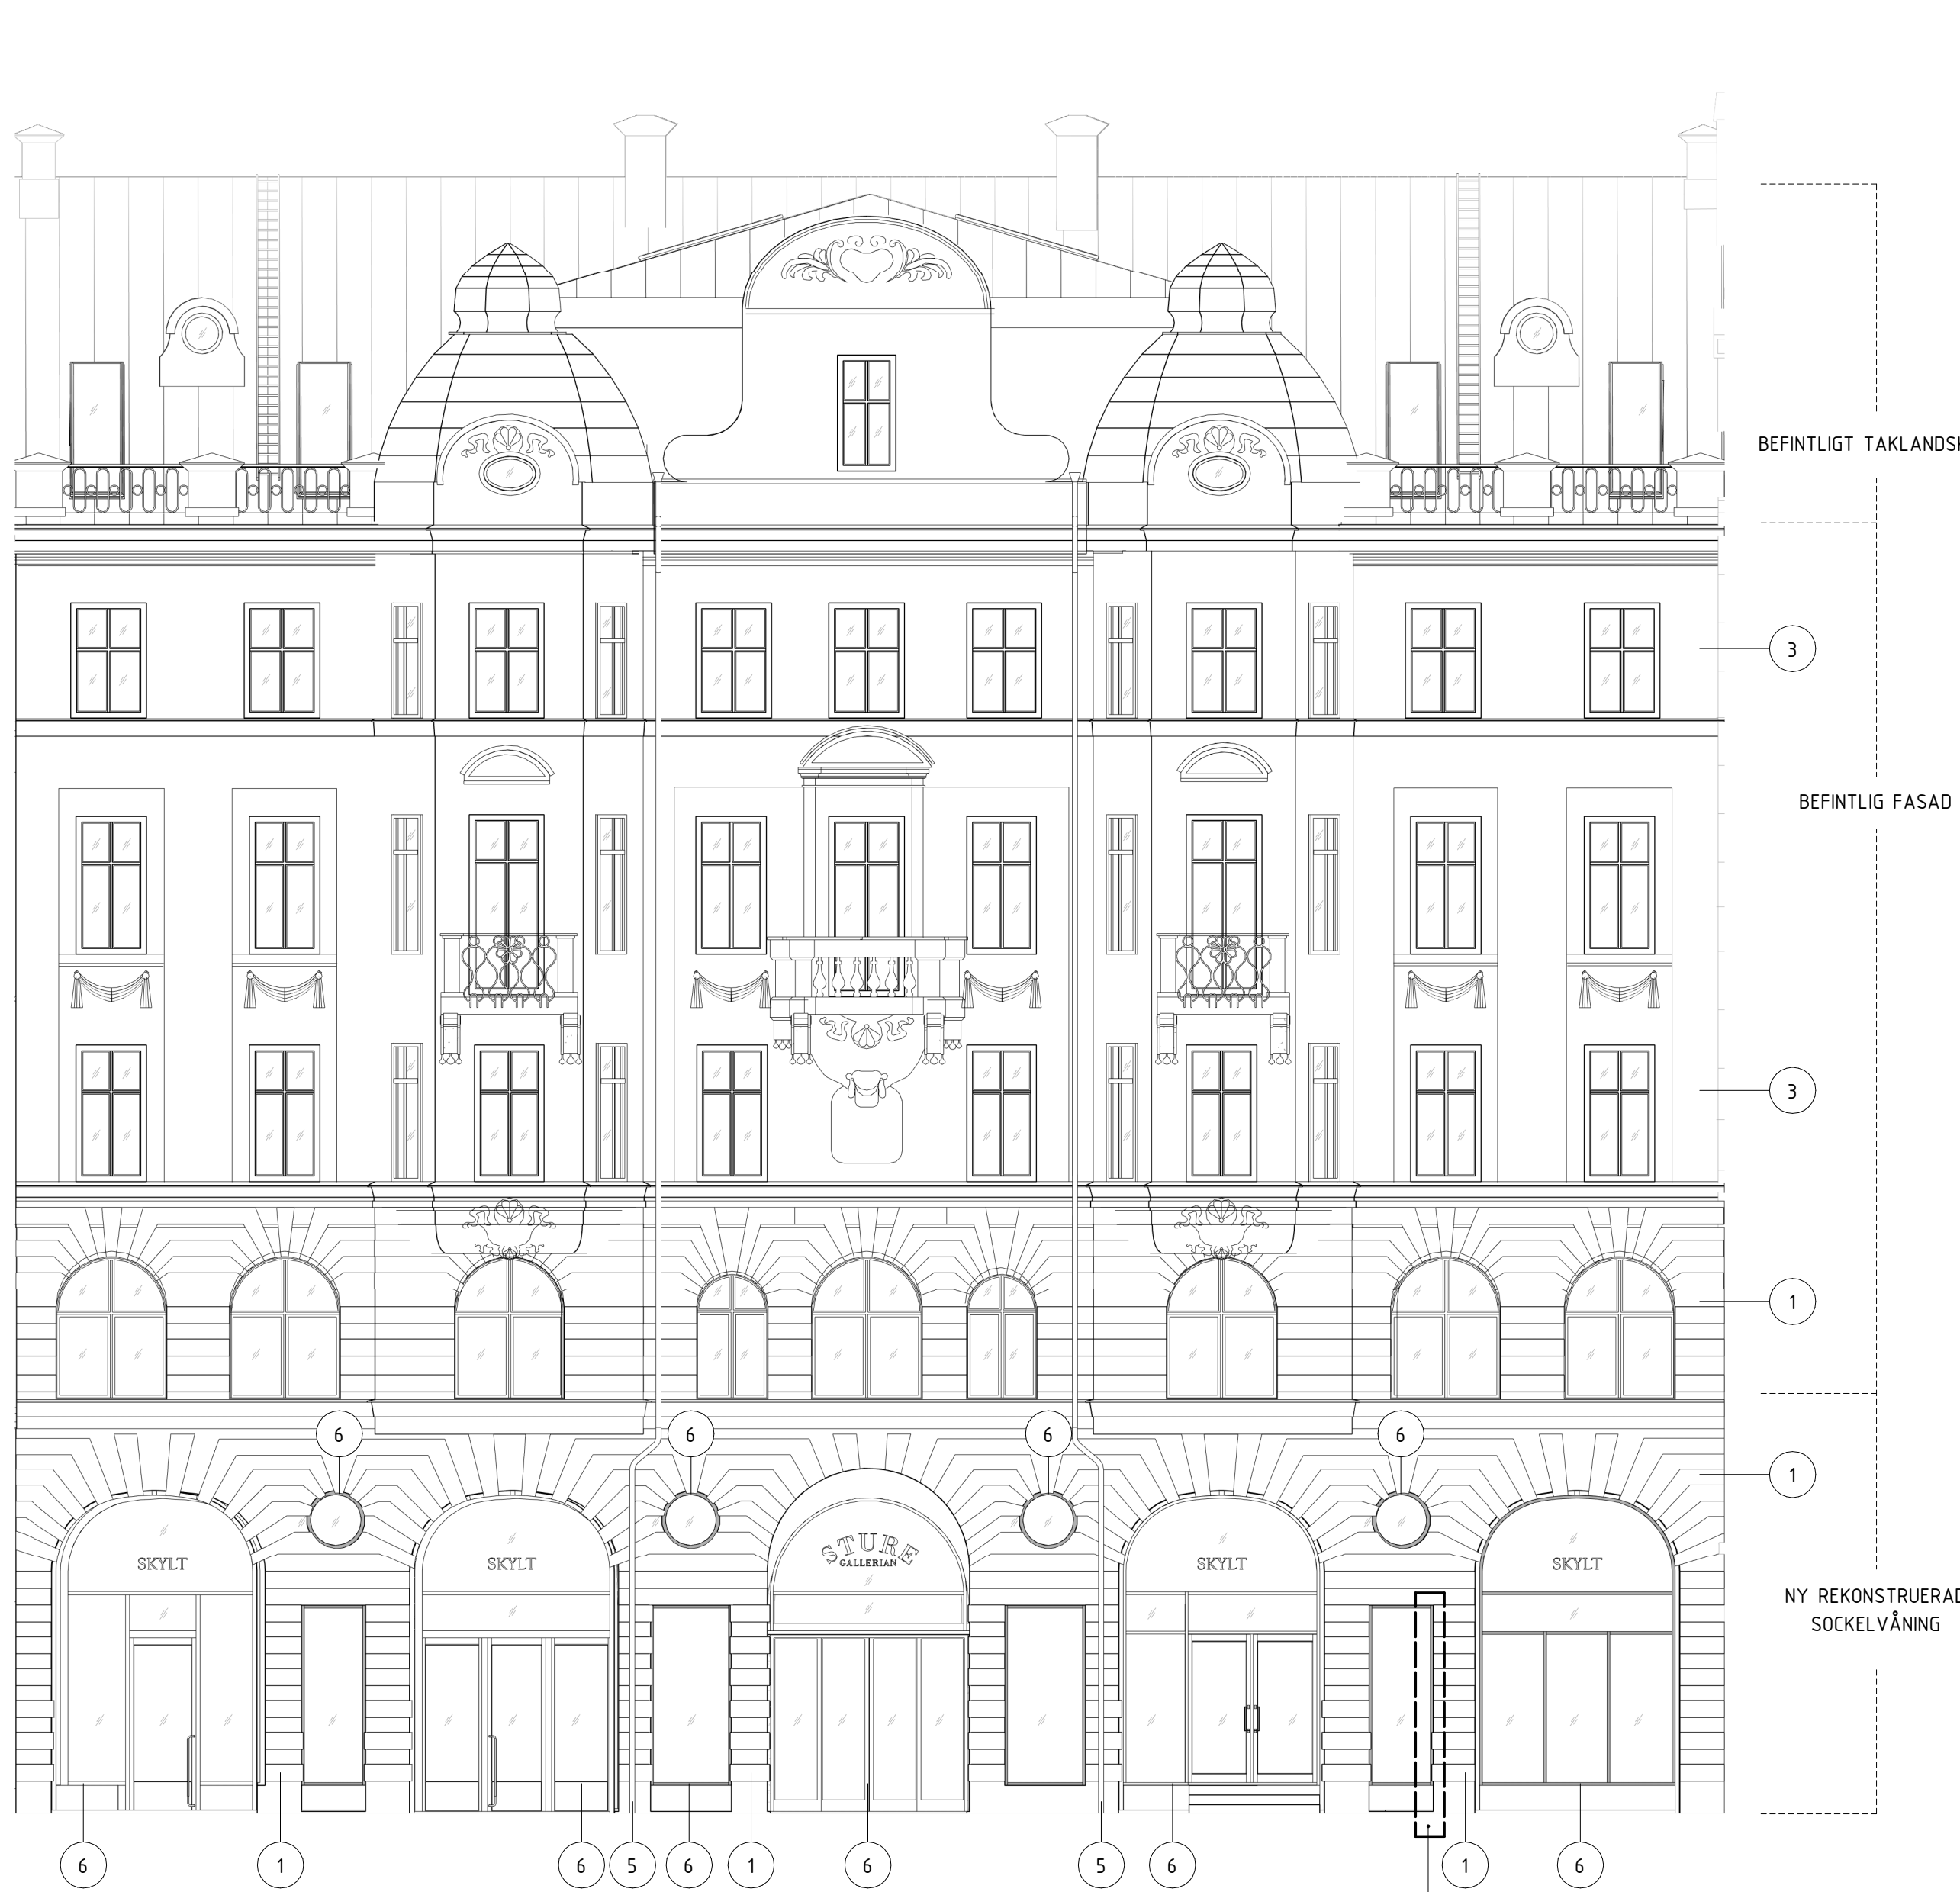 BEFINTLIGT TAKLANDSK
3
BEFINTLIG FASAD
3
1
6 6 6 6
1
STURE
GALLERIAN
SKYLT SKYLT SKYLT SKYLT
NY REKONSTRUERAD
SOCKELVÅNING
6 1 6 5 6 1 6 5 6 1 6